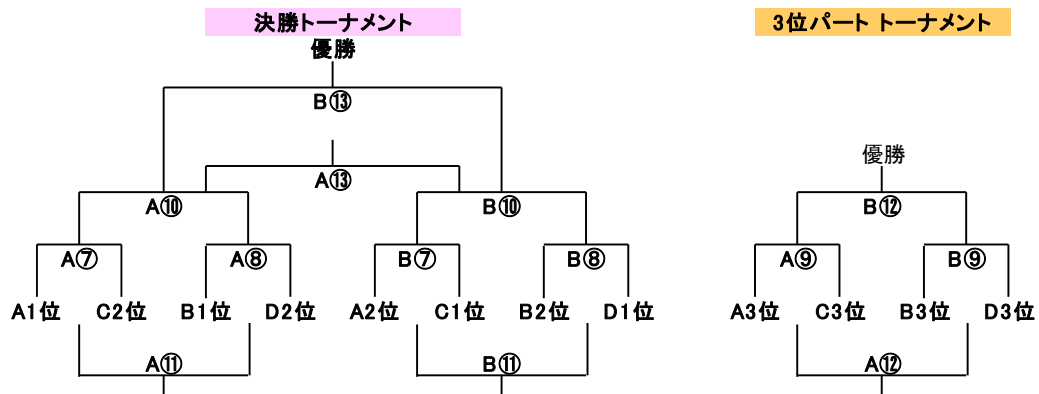 決勝トーナメント 3位パート トーナメント
優勝
B⑬
優勝
A⑬
A⑩ B⑩ B⑫
A⑦ A⑧ B⑦ B⑧ A⑨ B⑨
A1位 C2位 B1位 D2位 A2位 C1位 B2位 D1位 A3位 C3位 B3位 D3位
A⑪ B⑪ A⑫